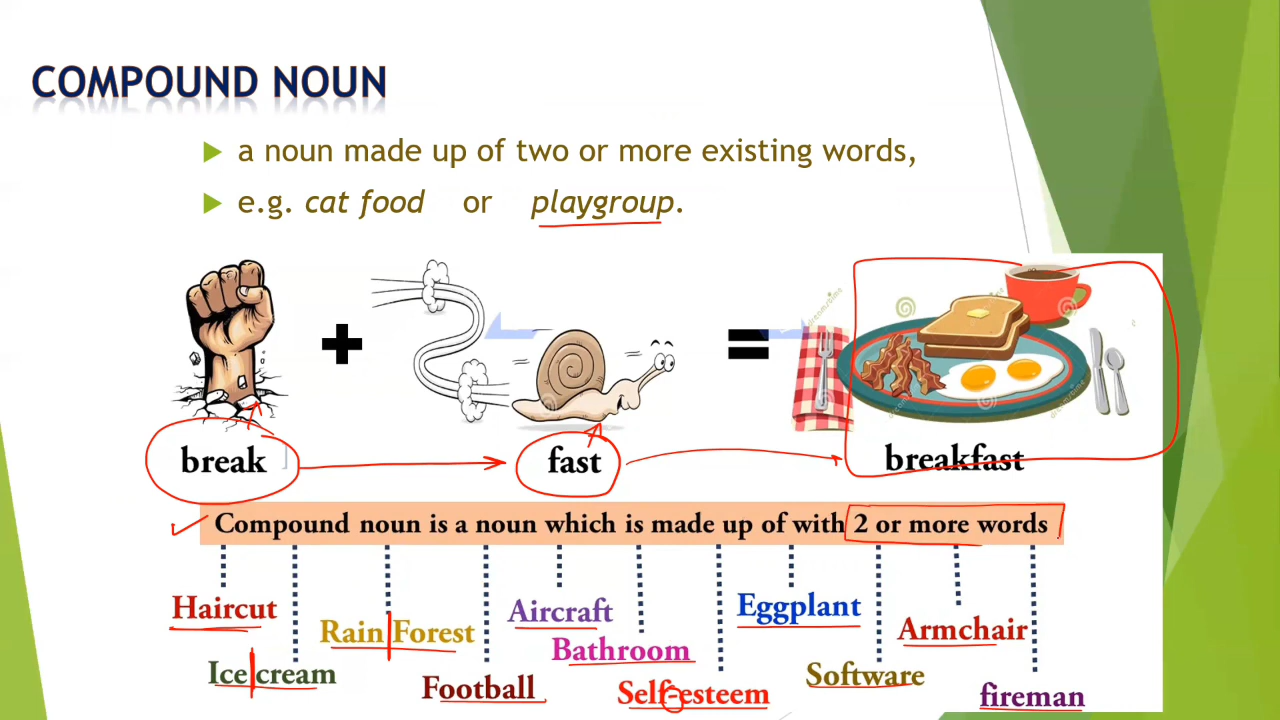 COMPOUND NOUN
a noun made up of two or more existing words,
e.g. cat food or playgroup.
+ =
break fast breakfast
Compound noun is a noun which is made up of with 2 or more words
Haircut
Ice cream
Rain Forest
Football
Aircraft
Bathroom
Self-esteem
Eggplant
Software
Armchair
fireman